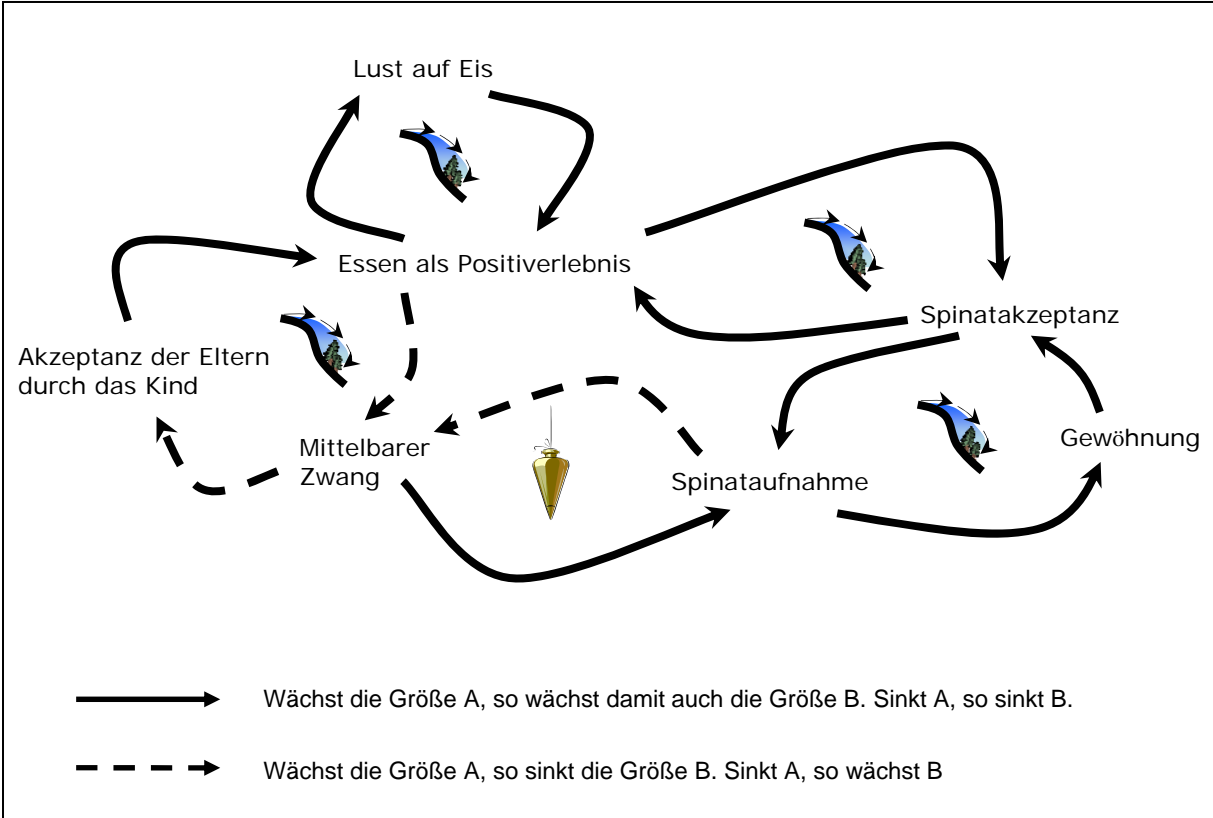 Lust auf Eis
Essen als Positiverlebnis
Spinatakzeptanz
Akzeptanz der Eltern
durch das Kind
Mittelbarer
Zwang
Gewöhnung
Spinataufnahme
Wächst die Größe A, so wächst damit auch die Größe B. Sinkt A, so sinkt B.
Wächst die Größe A, so sinkt die Größe B. Sinkt A, so wächst B